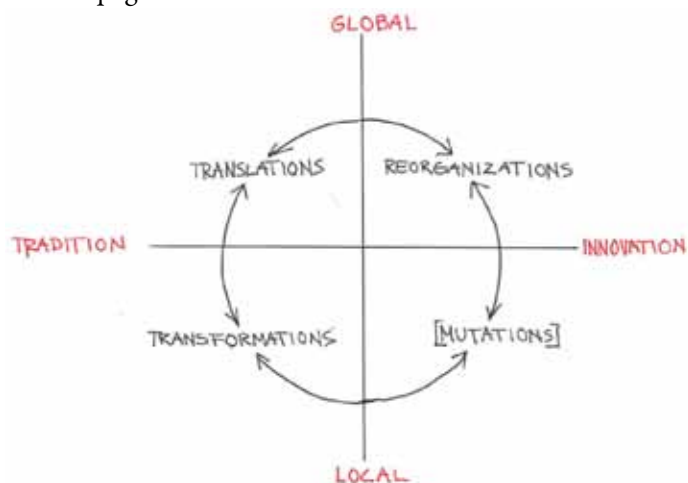 GLOBAL
TRANSLATIONS
REORGANIZATIONS
TRADITION
INNOVATION
TRANSFORMATIONS
[MUTATIONS]
LOCAL